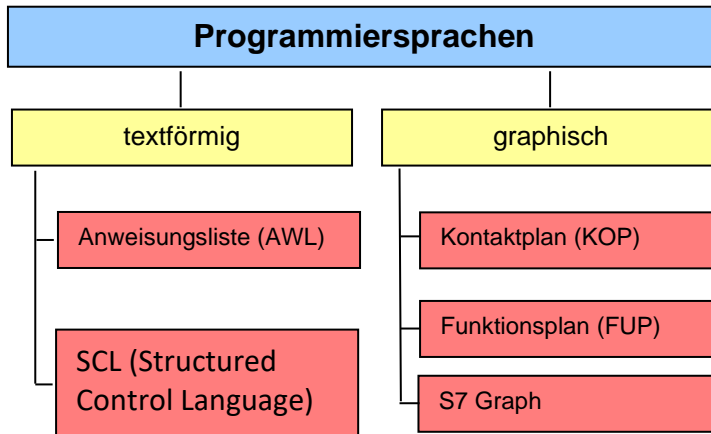 Programmiersprachen
textförmig
graphisch
Anweisungsliste (AWL)
Kontaktplan (KOP)
Funktionsplan (FUP)
SCL (Structured
Control Language)
S7 Graph